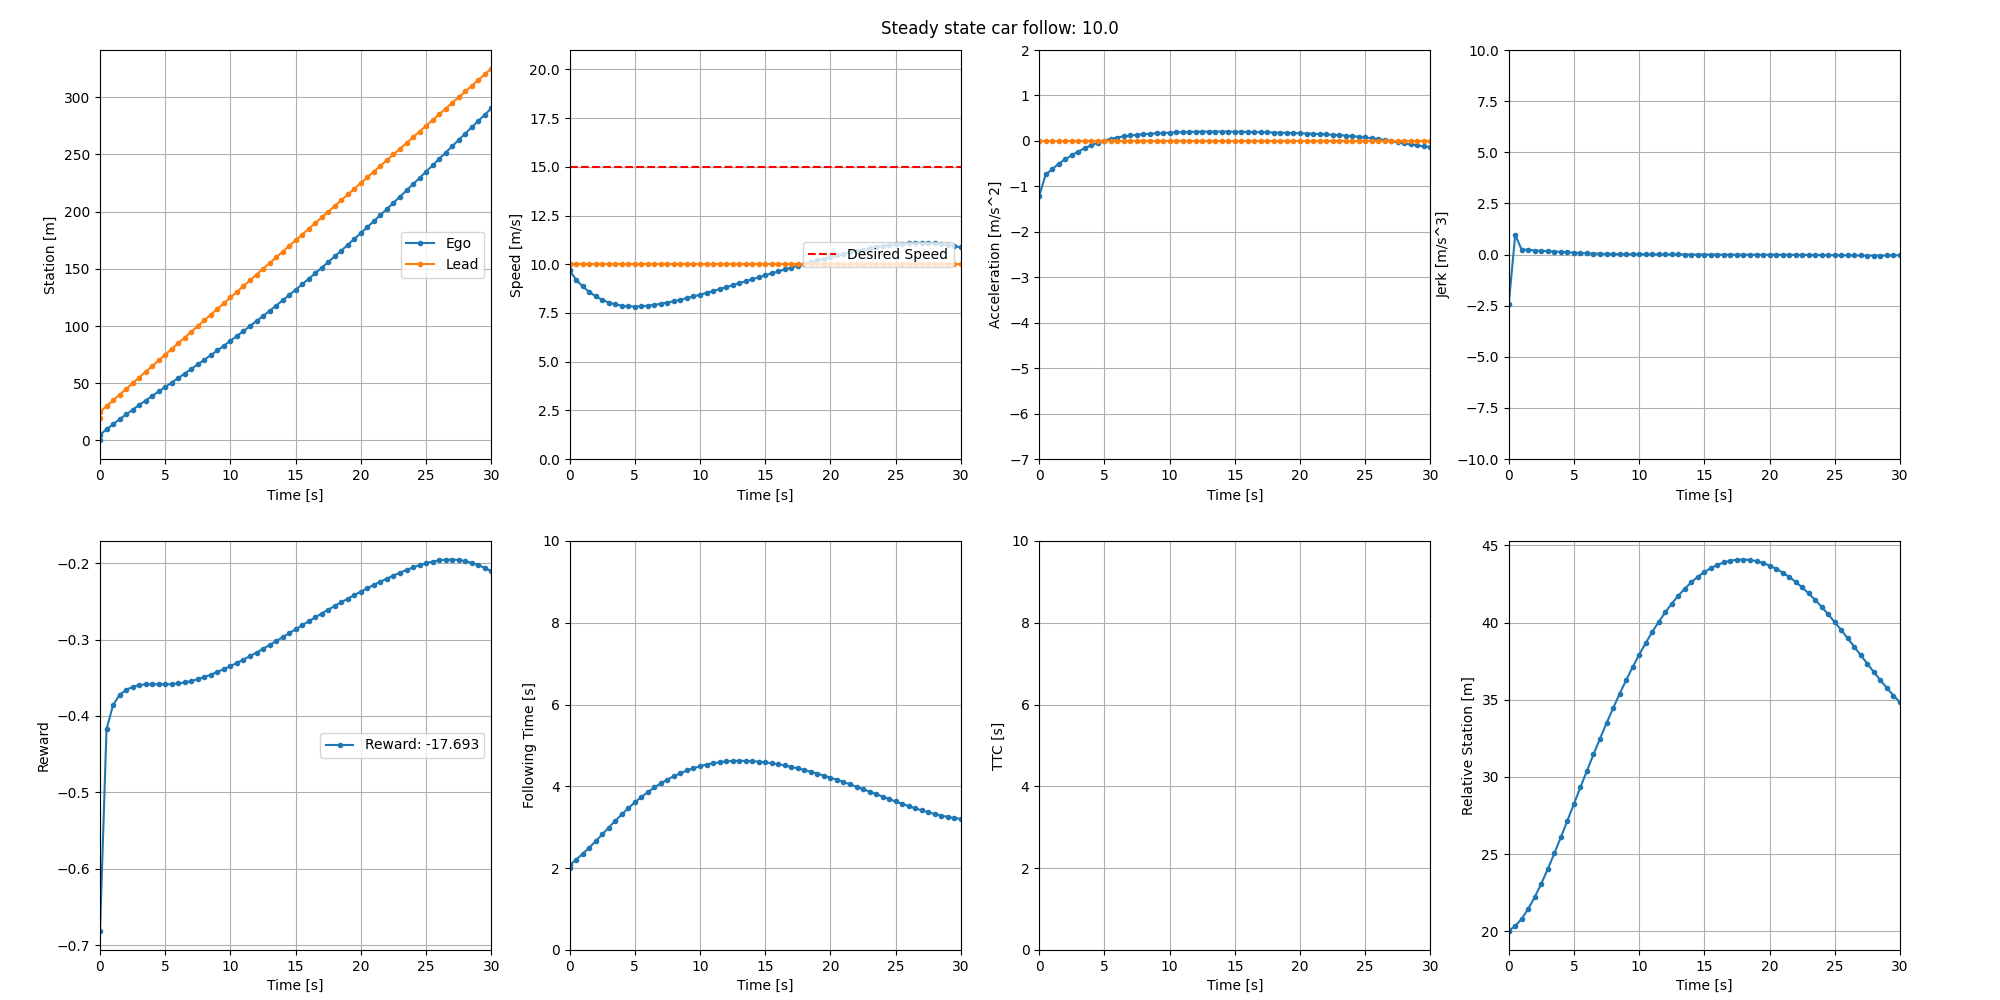 Steady state car follow: 10.0
300
250
200
150
100
50
0
Station [m]
Ego
Lead
0 5 10 15 20 25 30
Time [s]
20.0
17.5
15.0
12.5
10.0
7.5
5.0
2.5
0.0
Speed [m/s]
Desired Speed
0 5 10 15 20 25 30
Time [s]
2
1
0
−1
−2
−3
−4
−5
−6
−7
Acceleration [m/s^2]
0 5 10 15 20 25 30
Time [s]
10.0
7.5
5.0
2.5
0.0
−2.5
−5.0
−7.5
−10.0
Jerk [m/s^3]
0 5 10 15 20 25 30
Time [s]
−0.2
−0.3
−0.4
−0.5
−0.6
−0.7
Reward
Reward: -17.693
0 5 10 15 20 25 30
Time [s]
10
8
6
4
2
0
Following Time [s]
0 5 10 15 20 25 30
Time [s]
10
8
6
4
2
0
TTC [s]
0 5 10 15 20 25 30
Time [s]
45
40
35
30
25
20
Relative Station [m]
0 5 10 15 20 25 30
Time [s]